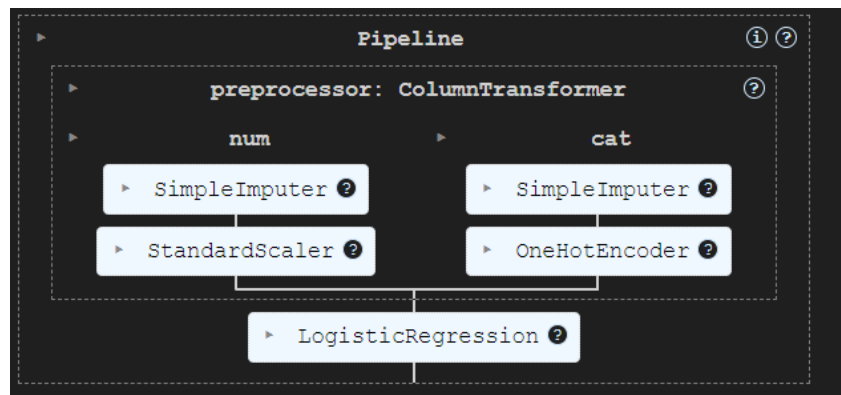 Pipeline
preprocessor: ColumnTransformer
num cat
SimpleImputer SimpleImputer
StandardScaler OneHotEncoder
LogisticRegression